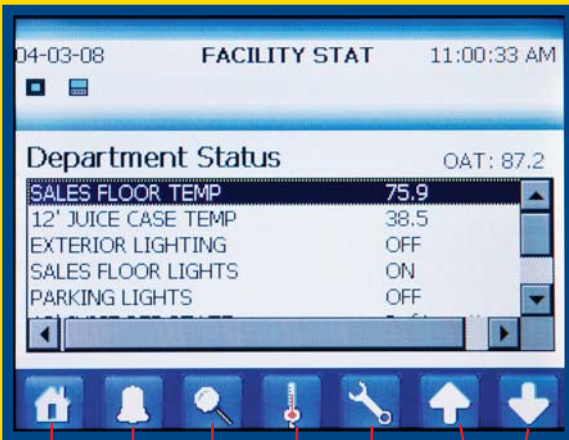 04-03-08 FACILITY STAT 11:00:33 AM
Department Status OAT: 87.2
SALES FLOOR TEMP 75.9
12' JUICE CASE TEMP 38.5
EXTERIOR LIGHTING OFF
SALES FLOOR LIGHTS ON
PARKING LIGHTS OFF